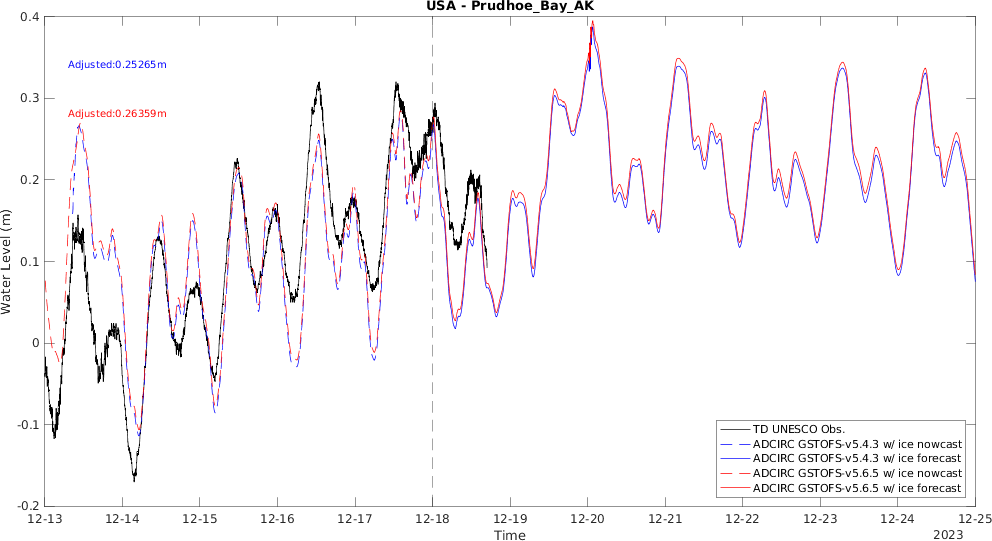 USA - Prudhoe_Bay_AK
0.4
Adjusted:0.25265m
0.3
Adjusted:0.26359m
0.2
0.1
0
-0.1
-0.2
Water Level (m)
TD UNESCO Obs.
ADCIRC GSTOFS-v5.4.3 w/ ice nowcast
ADCIRC GSTOFS-v5.4.3 w/ ice forecast
ADCIRC GSTOFS-v5.6.5 w/ ice nowcast
ADCIRC GSTOFS-v5.6.5 w/ ice forecast
12-13 12-14 12-15 12-16 12-17 12-18 12-19 12-20 12-21 12-22 12-23 12-24 12-25
Time
2023